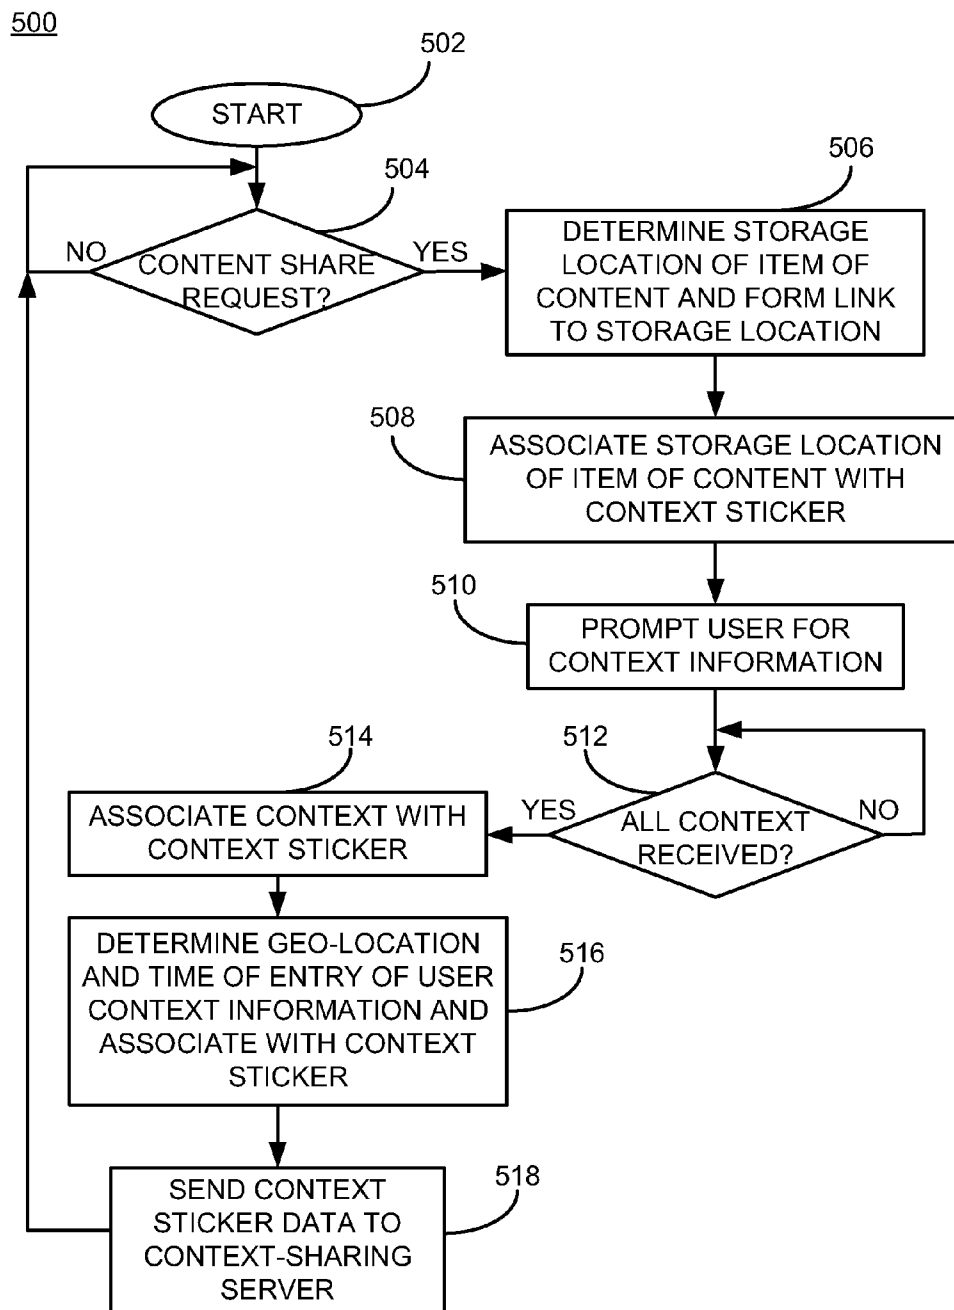 500
502
START
504
506
NO
CONTENT SHARE
REQUEST?
YES
DETERMINE STORAGE
LOCATION OF ITEM OF
CONTENT AND FORM LINK
TO STORAGE LOCATION
508
ASSOCIATE STORAGE LOCATION
OF ITEM OF CONTENT WITH
CONTEXT STICKER
510
PROMPT USER FOR
CONTEXT INFORMATION
512
ALL CONTEXT
RECEIVED?
NO
YES
514
ASSOCIATE CONTEXT WITH
CONTEXT STICKER
DETERMINE GEO-LOCATION
AND TIME OF ENTRY OF USER
CONTEXT INFORMATION AND
ASSOCIATE WITH CONTEXT
STICKER
516
SEND CONTEXT
STICKER DATA TO
CONTEXT-SHARING
SERVER
518